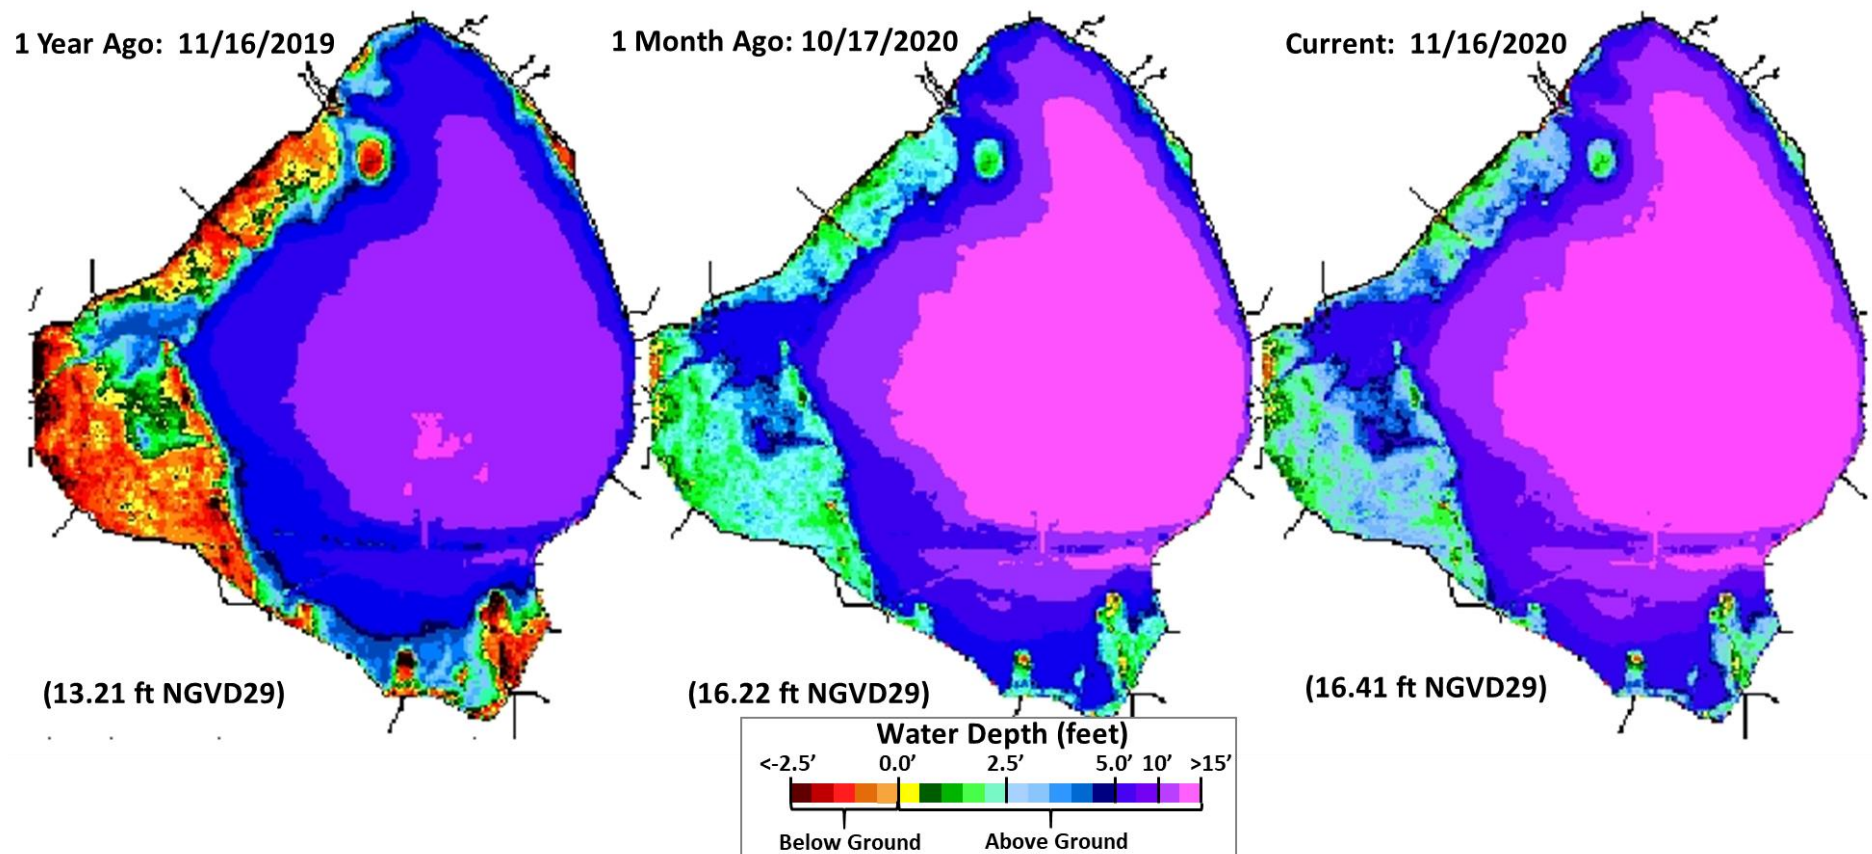 1 Year Ago:  11/16/2019
1 Month Ago: 10/17/2020
Current:  11/16/2020
(13.21 ft NGVD29)
(16.22 ft NGVD29)
(16.41 ft NGVD29)
Water Depth (feet)
<-2.5’ 0.0’ 2.5’ 5.0’ 10’ >15’
Below Ground Above Ground